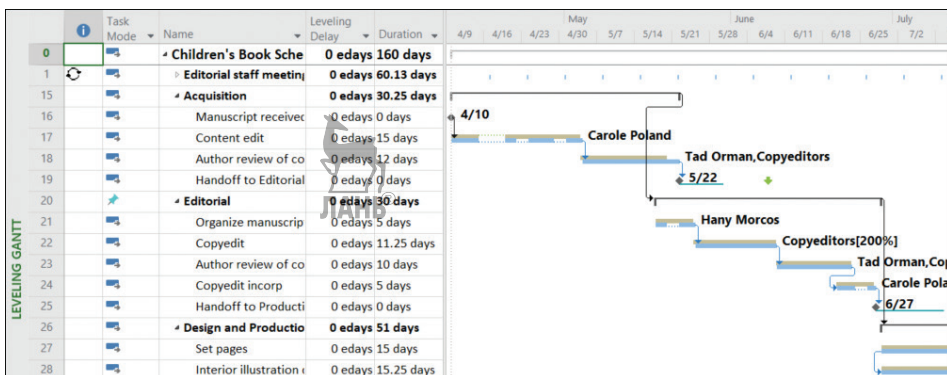 May June July
Task Mode Name Leveling Delay Duration 4/9 4/16 4/23 4/30 5/7 5/14 5/21 5/28 6/4 6/11 6/18 6/25 7/2
0 Children's Book Sche 0 edays 160 days
1 Editorial staff meeting 0 edays 60.13 days
15 Acquisition 0 edays 30.25 days
16 Manuscript received 0 edays 0 days 4/10
17 Content edit 0 edays 15 days Carole Poland
18 Author review of co 0 edays 12 days Tad Orman,Copyeditors
19 Handoff to Editorial 0 edays 0 days 5/22
20 Editorial 0 edays 30 days
ЛАНЬ®
21 Organize manuscrip 0 edays 5 days Hany Morcos
22 Copyedit 0 edays 11.25 days Copyeditors[200%]
23 Author review of co 0 edays 10 days Tad Orman,Cop
24 Copyedit incorp 0 edays 5 days Carole Pola
25 Handoff to Producti 0 edays 0 days 6/27
26 Design and Productio 0 edays 51 days
27 Set pages 0 edays 15 days
28 Interior illustration 0 edays 15.25 days
LEVELING GANTT